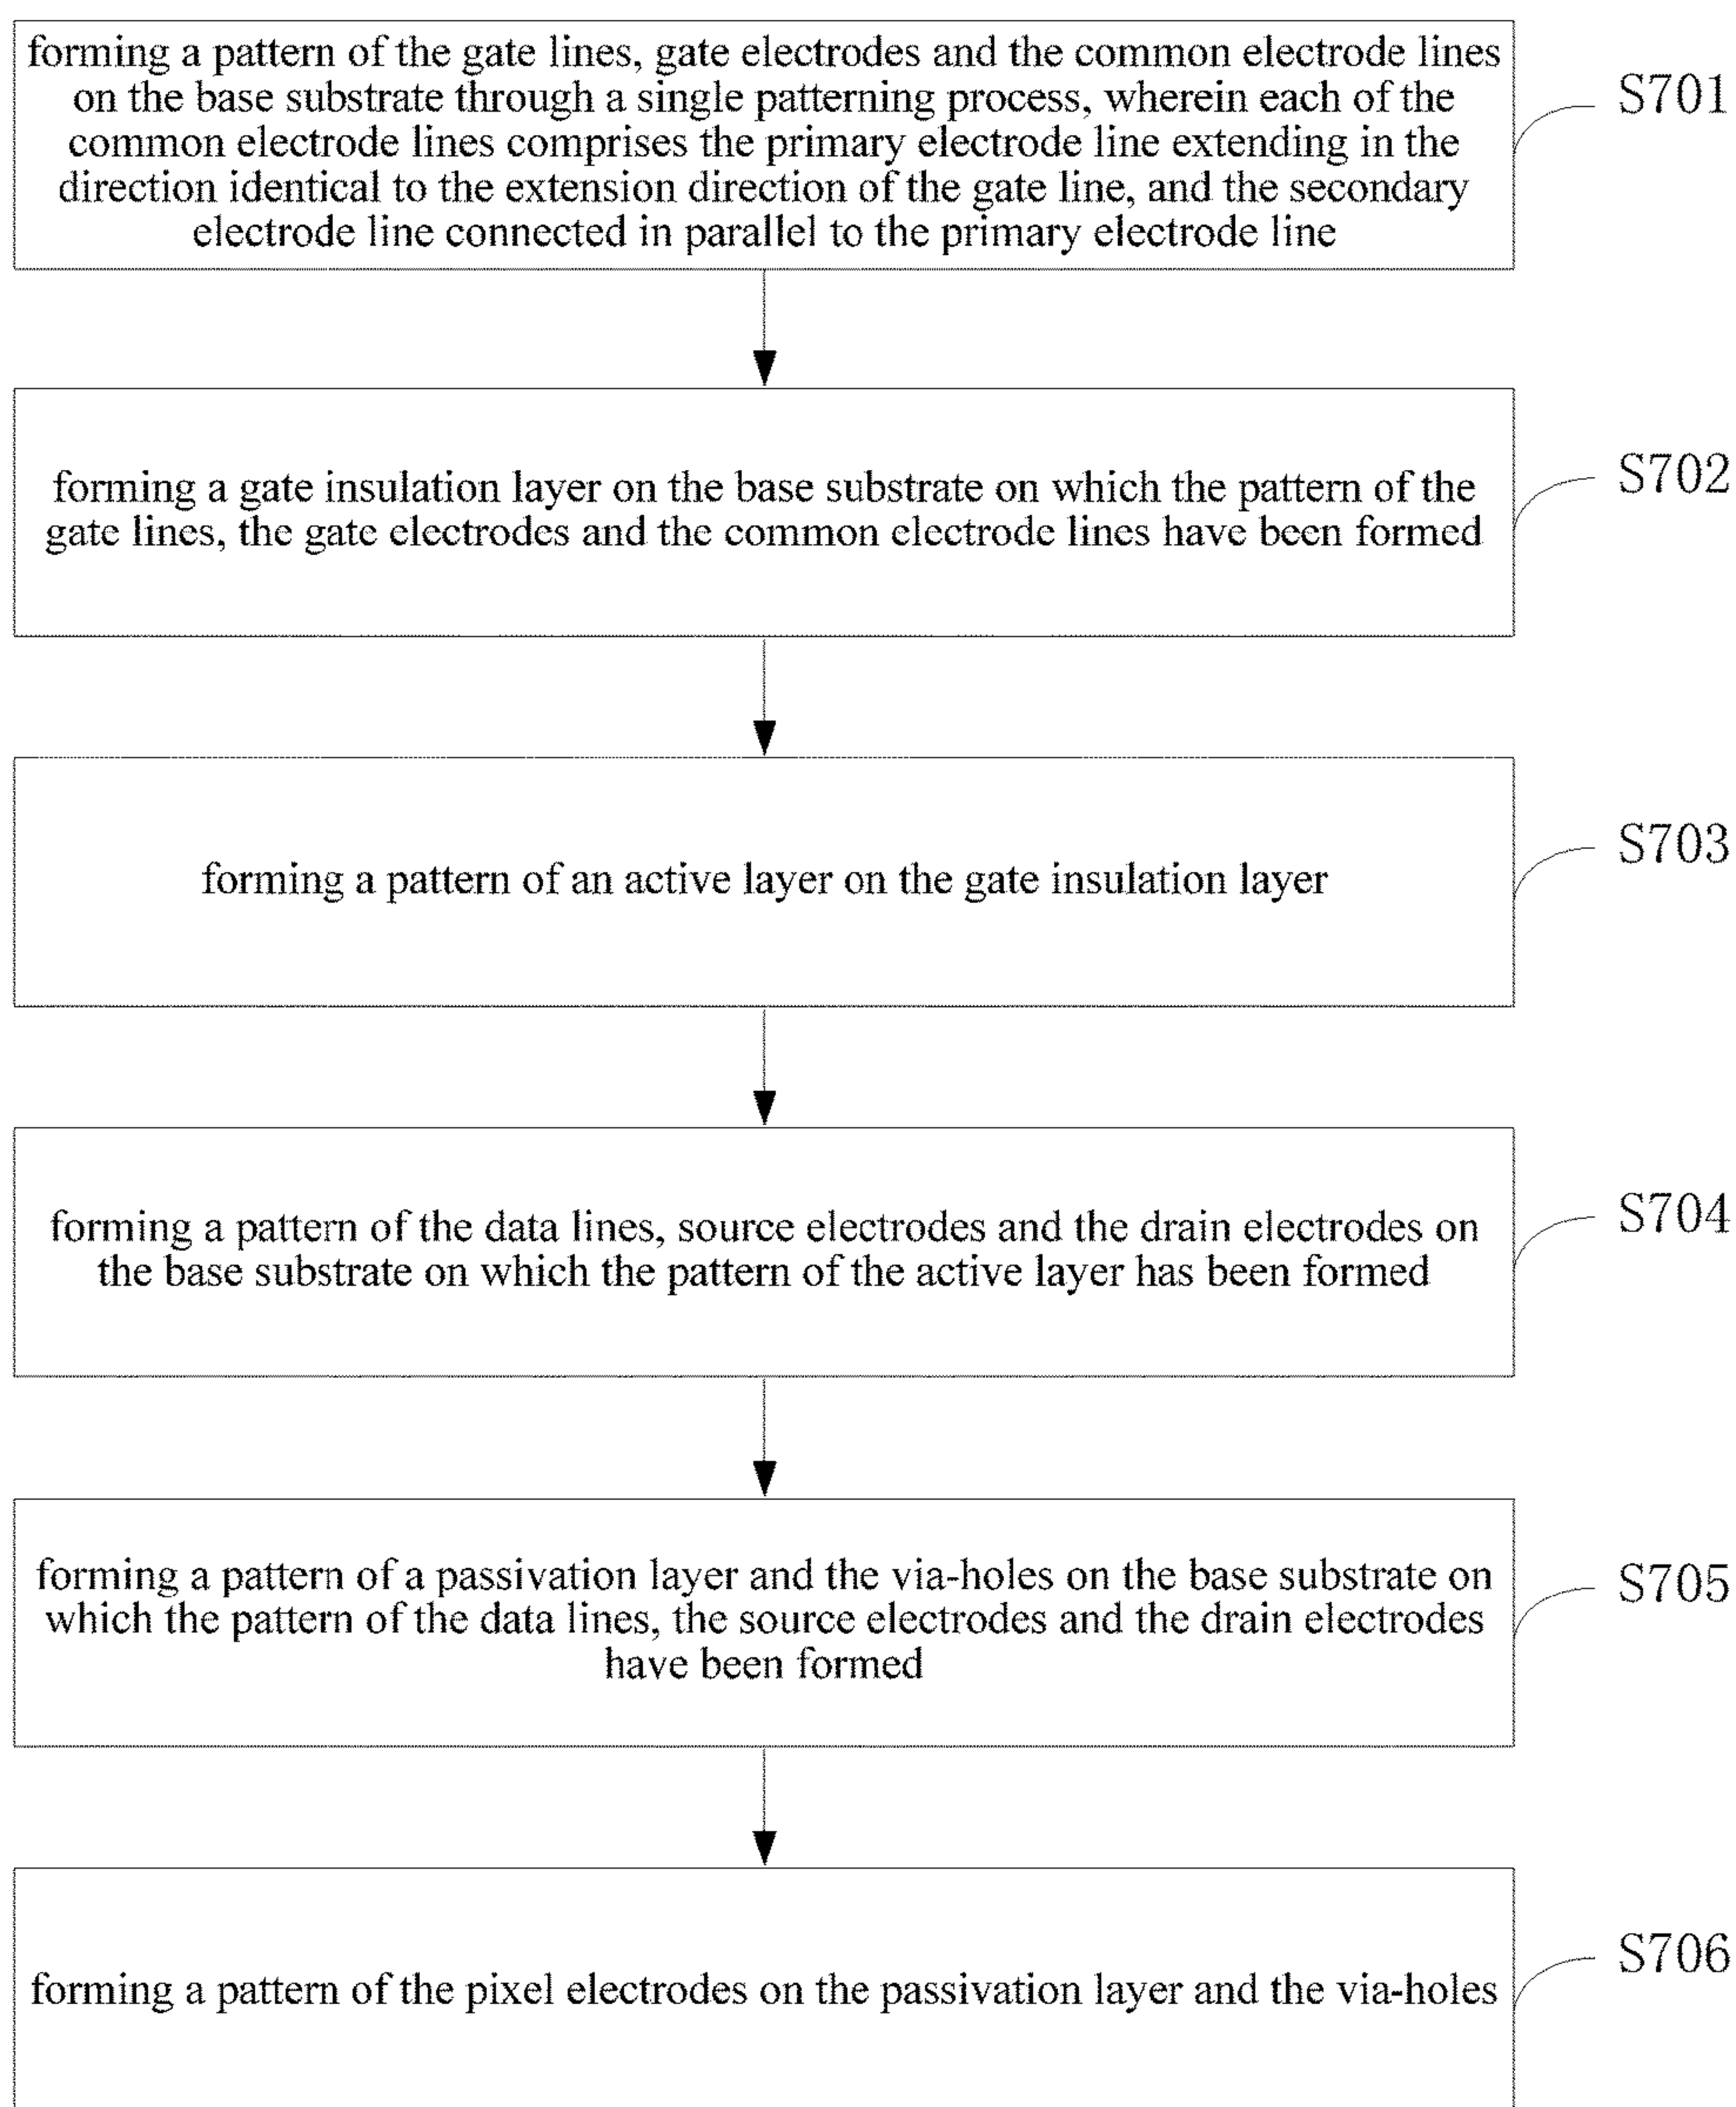 forming a pattern of the gate lines, gate electrodes and the common electrode lines
on the base substrate through a single patterning process, wherein each of the
common electrode lines comprises the primary electrode line extending in the
direction identical to the extension direction of the gate line, and the secondary
electrode line connected in parallel to the primary electrode line
S701
forming a gate insulation layer on the base substrate on which the pattern of the
gate lines, the gate electrodes and the common electrode lines have been formed
S702
forming a pattern of an active layer on the gate insulation layer
S703
forming a pattern of the data lines, source electrodes and the drain electrodes on
the base substrate on which the pattern of the active layer has been formed
S704
forming a pattern of a passivation layer and the via-holes on the base substrate on
which the pattern of the data lines, the source electrodes and the drain electrodes
have been formed
S705
forming a pattern of the pixel electrodes on the passivation layer and the via-holes
S706